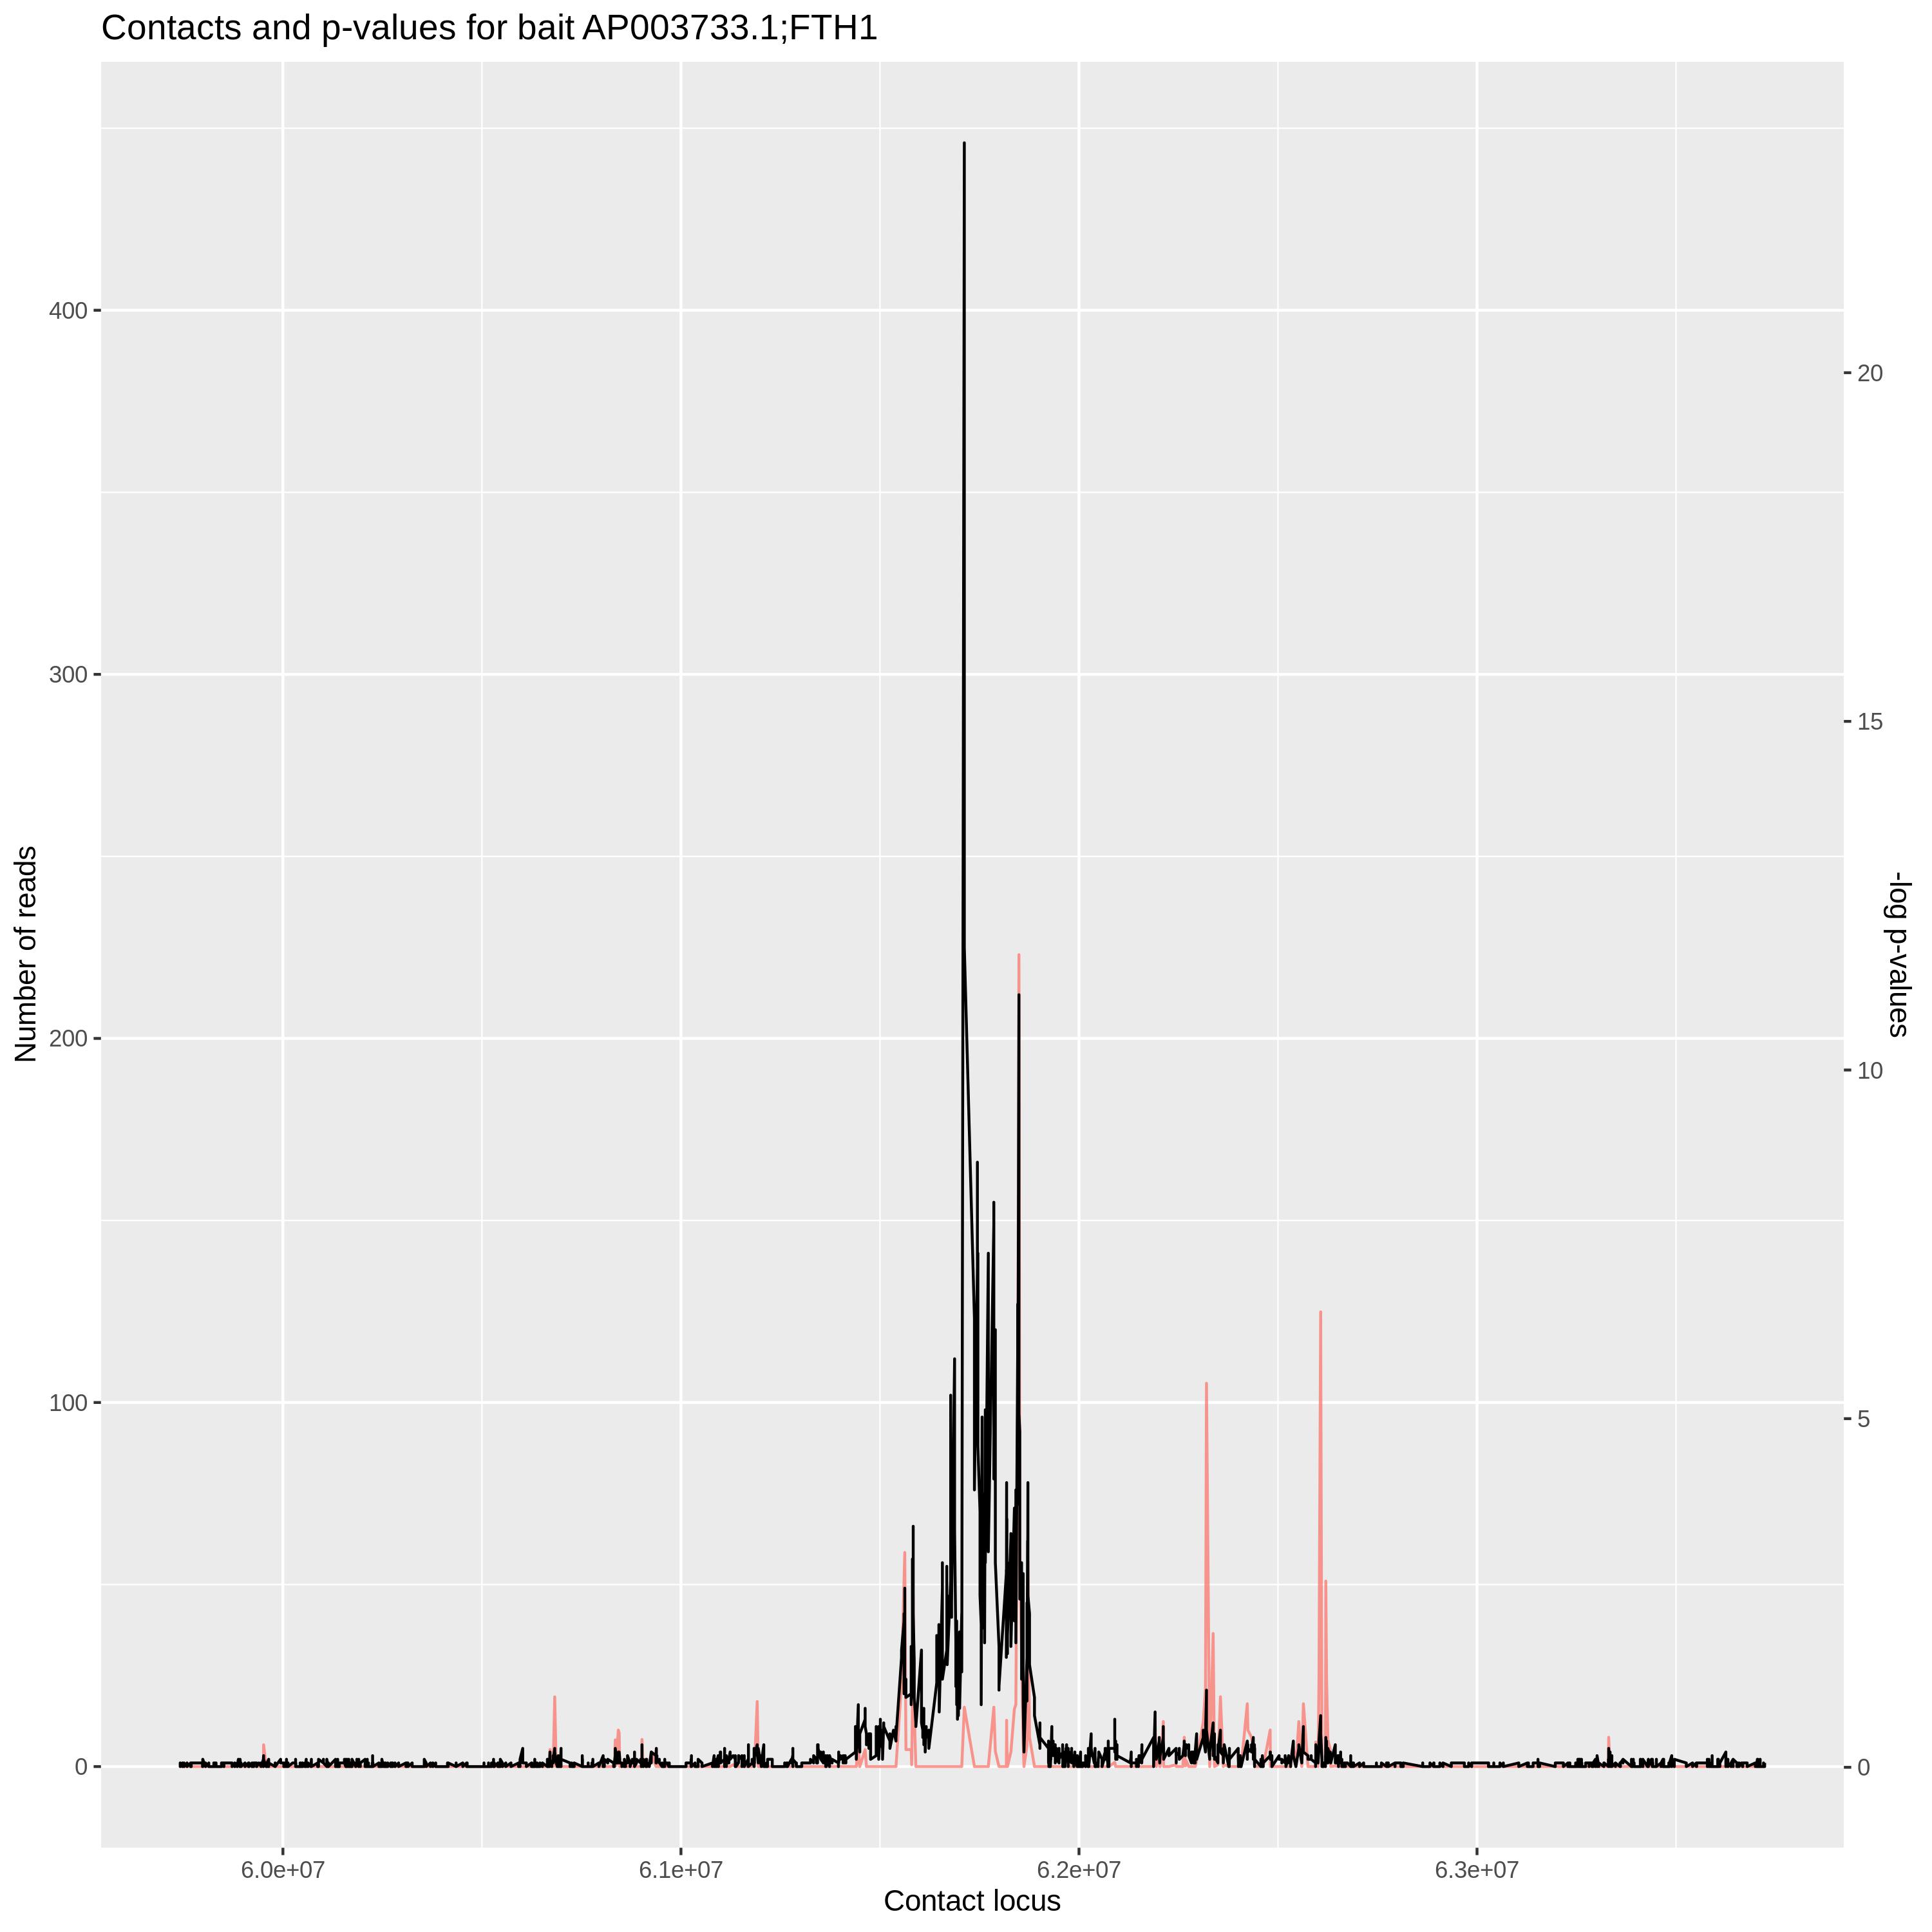 Contacts and p-values for bait AP003733.1;FTH1
400
300
200
100
0
Number of reads
20
15
10
5
0
-log p-values
6.0e+07
6.1e+07
6.2e+07
6.3e+07
Contact locus